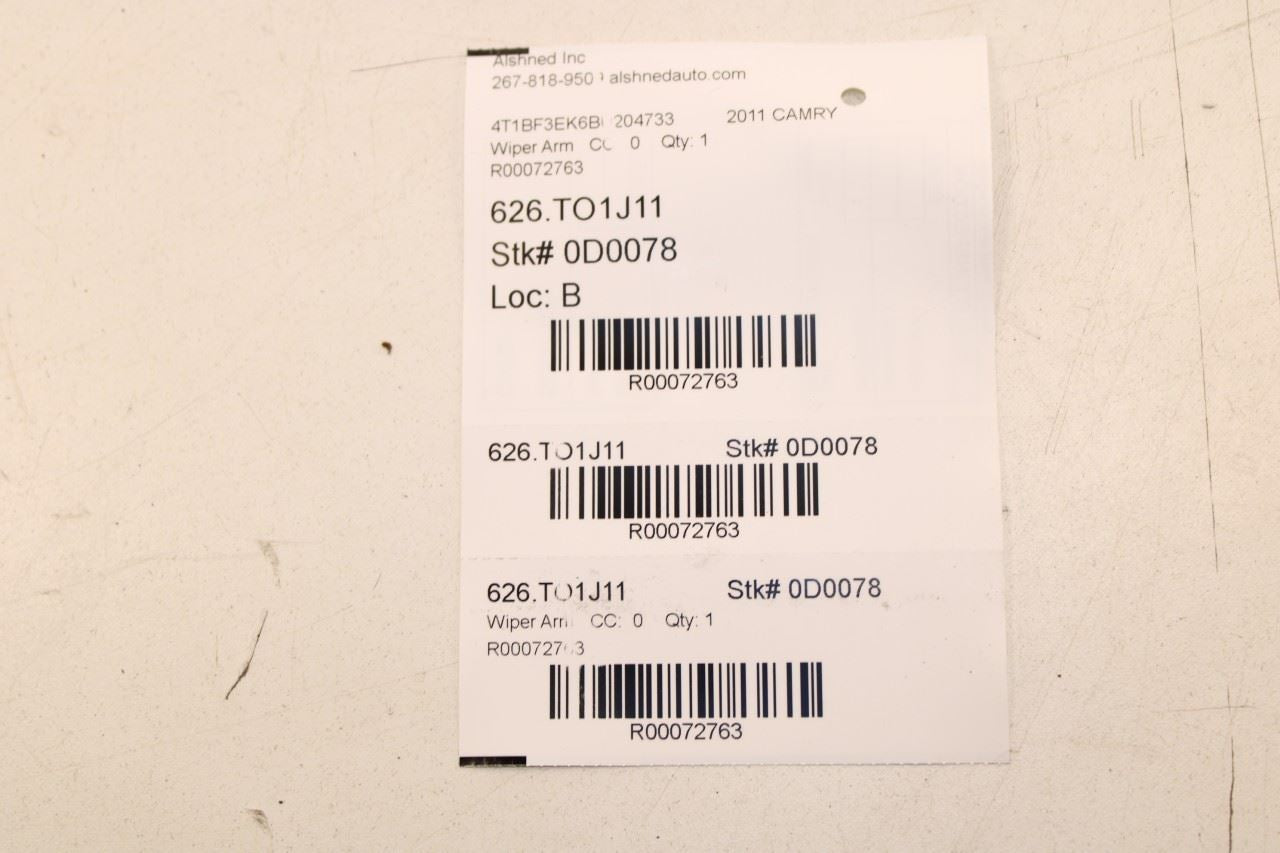 Alshned Inc
267-818-950 alshnedauto.com
204733 2011 CAMRY
Wiper Arm 0 Qty: 1
R00072763
626.TO1J11
Stk# 0D0078
Loc: B
R00072763
626.TO1J11 Stk# 0D0078
R00072763
626.TO1J11 Stk# 0D0078
Wiper Arm CC: 0 Qty: 1
R00072763
R00072763